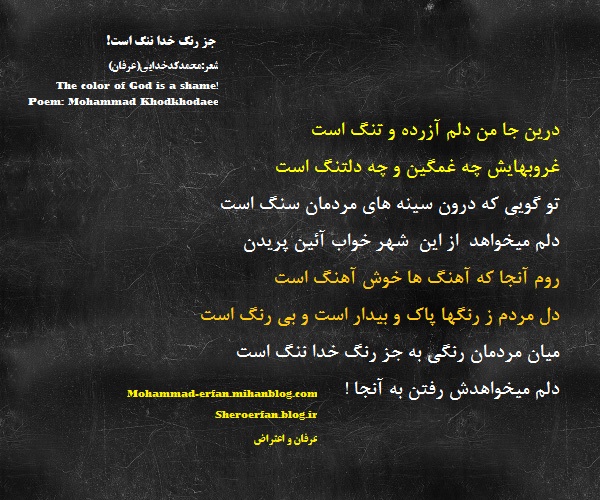 جز رنگ خدا ننگ است!
شعر:محمدکدخدایی(عرفان)
The color of God is a shame!
Poem: Mohammad Khodkhodaee
درین جا من دلم آزرده و تنگ است
غروبهایش چه غمگین و چه دلتنگ است
تو گویی که درون سینه های مردمان سنگ است
دلم میخواهد از این شهر خواب آئین پریدن
روم آنجا که آهنگ ها خوش آهنگ است
دل مردم ز رنگها پاک و بیدار است و بی رنگ است
میان مردمان رنگی به جز رنگ خدا ننگ است
دلم میخواهدش رفتن به آنجا !
Mohammad-erfan.mihanblog.com
Sheroerfan.blog.ir
عرفان و اعتراض